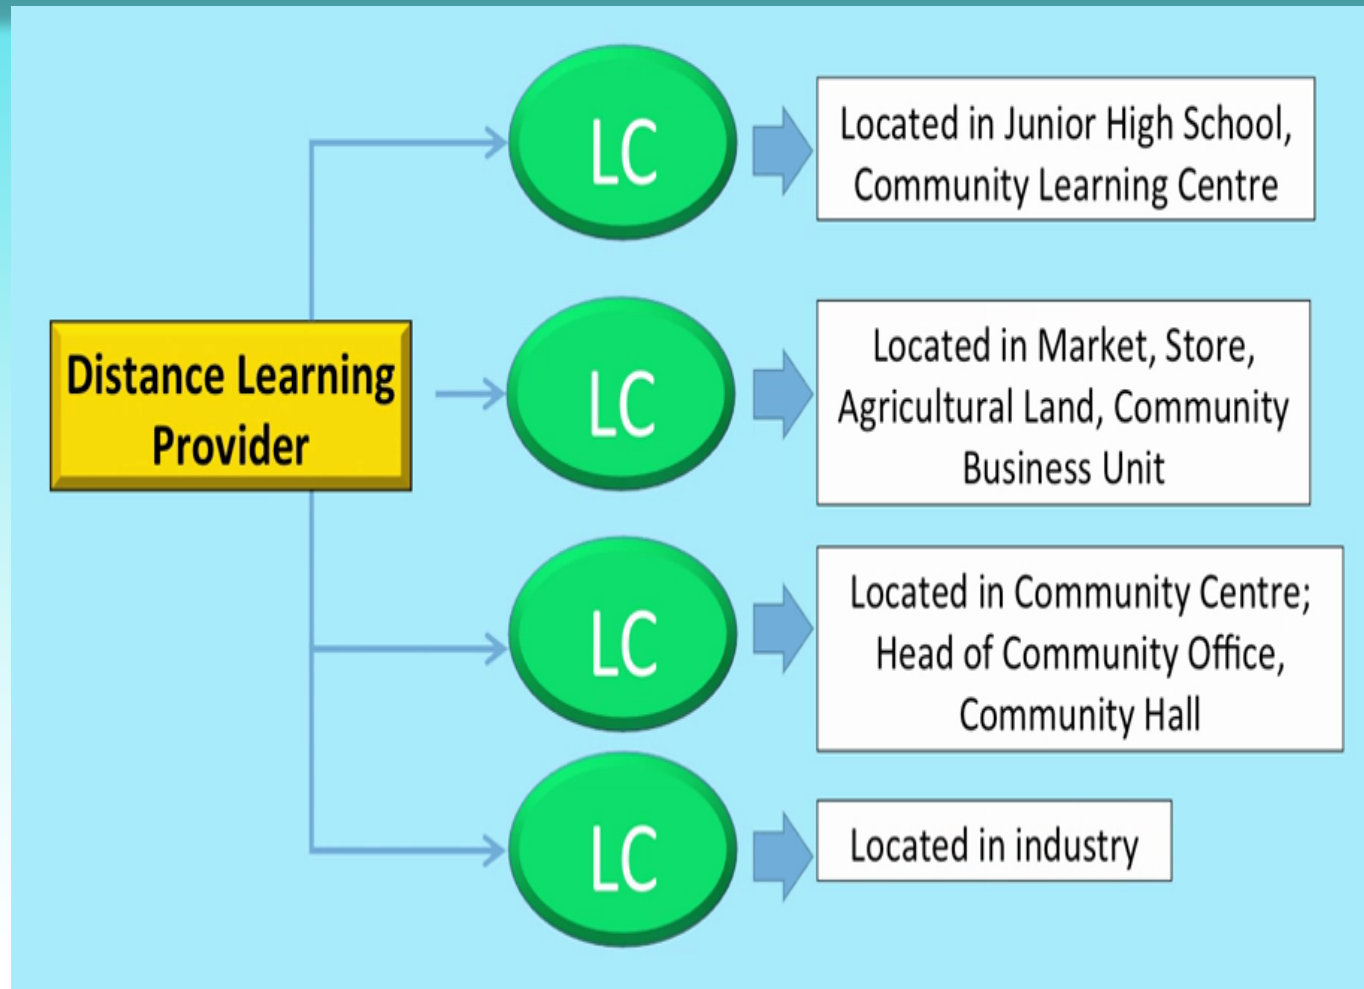 LC
Located in Junior High School,
Community Learning Centre
Distance Learning
Provider
LC
Located in Market, Store,
Agricultural Land, Community
Business Unit
LC
Located in Community Centre;
Head of Community Office,
Community Hall
LC
Located in industry